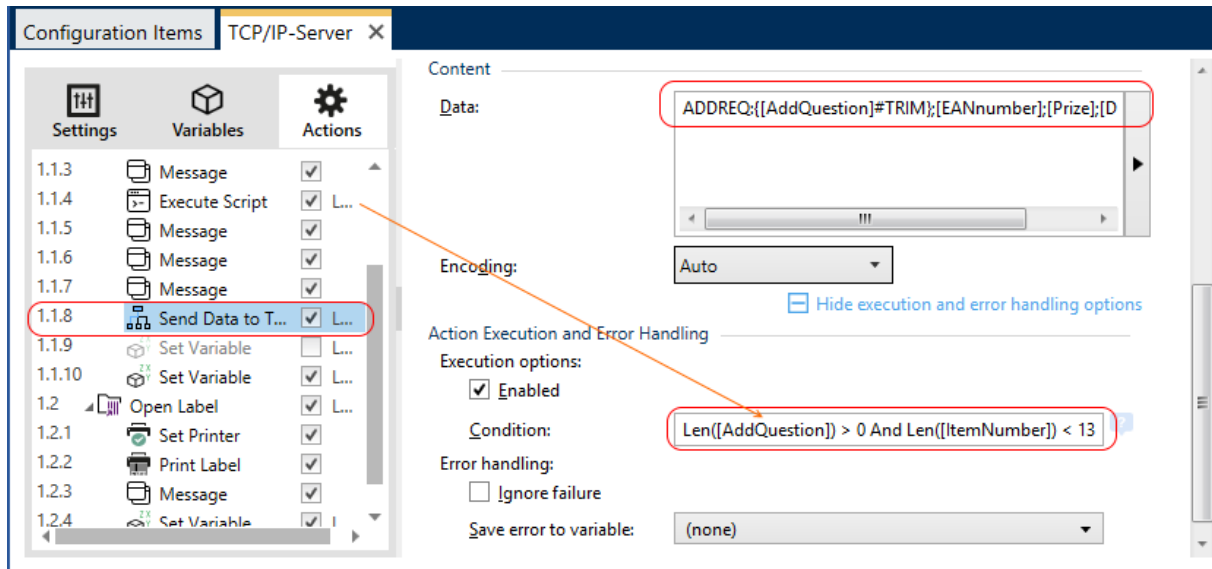 Configuration Items
TCP/IP-Server
Settings
Variables
Actions
1.1.3 Message
1.1.4 Execute Script L...
1.1.5 Message
1.1.6 Message
1.1.7 Message
1.1.8 Send Data to T... L...
1.1.9 Set Variable L...
1.1.10 Set Variable L...
1.2 Open Label L...
1.2.1 Set Printer
1.2.2 Print Label
1.2.3 Message
1.2.4 Set Variable
Content
Data: ADDREQ;{[AddQuestion]#TRIM};[EANnumber];[Prize];[D
Encoding: Auto
Hide execution and error handling options
Action Execution and Error Handling
Execution options:
Enabled
Condition: Len([AddQuestion]) > 0 And Len([ItemNumber]) < 13
?
Error handling:
Ignore failure
Save error to variable: (none)